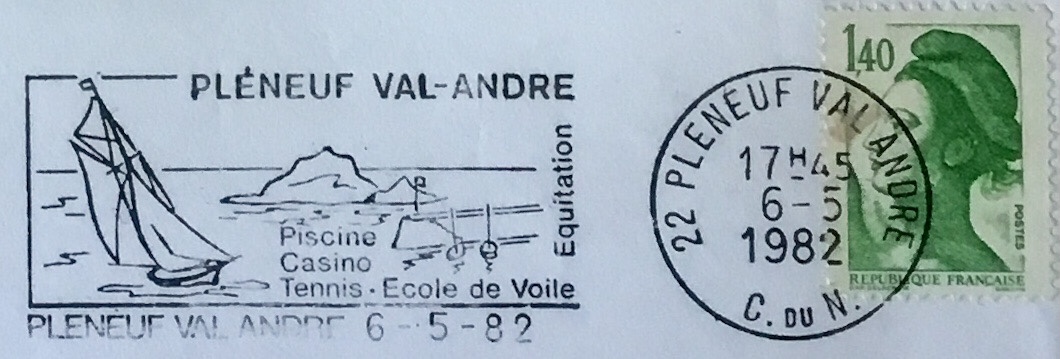 PLÉNEUF VAL-ANDRE
Equitation
Piscine
Casino
Tennis · Ecole de Voile
PLENEUF VAL ANDRE 6 - 5 - 82
22 PLENEUF VAL ANDRE
17H45
6 - 5
1982
C. DU N.
1,40
POSTES
REPUBLIQUE FRANÇAISE